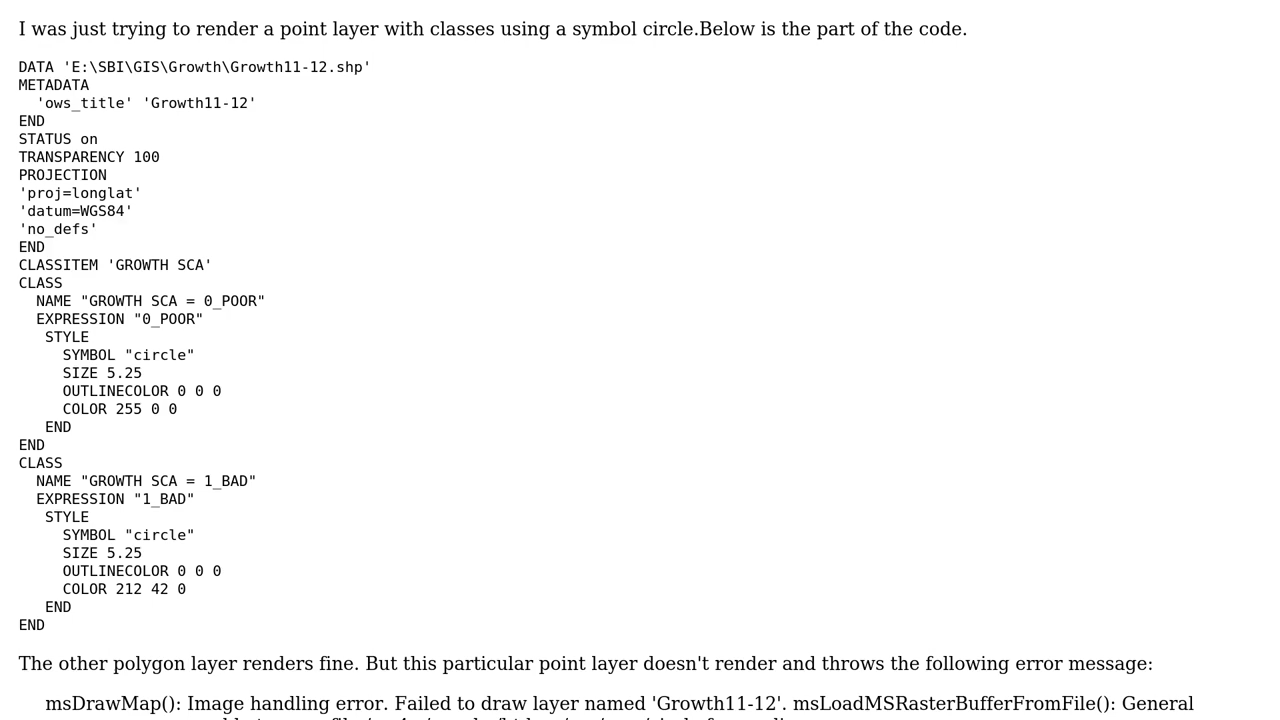 I was just trying to render a point layer with classes using a symbol circle.Below is the part of the code.
DATA 'E:\SBI\GIS\Growth\Growth11-12.shp'
METADATA
  'ows_title' 'Growth11-12'
END
STATUS on
TRANSPARENCY 100
PROJECTION
'proj=longlat'
'datum=WGS84'
'no_defs'
END
CLASSITEM 'GROWTH SCA'
CLASS
  NAME "GROWTH SCA = 0_POOR"
  EXPRESSION "0_POOR"
   STYLE
     SYMBOL "circle"
     SIZE 5.25
     OUTLINECOLOR 0 0 0
     COLOR 255 0 0
   END
END
CLASS
  NAME "GROWTH SCA = 1_BAD"
  EXPRESSION "1_BAD"
   STYLE
     SYMBOL "circle"
     SIZE 5.25
     OUTLINECOLOR 0 0 0
     COLOR 212 42 0
   END
END
The other polygon layer renders fine. But this particular point layer doesn't render and throws the following error message:
msDrawMap(): Image handling error. Failed to draw layer named 'Growth11-12'. msLoadMSRasterBufferFromFile(): General